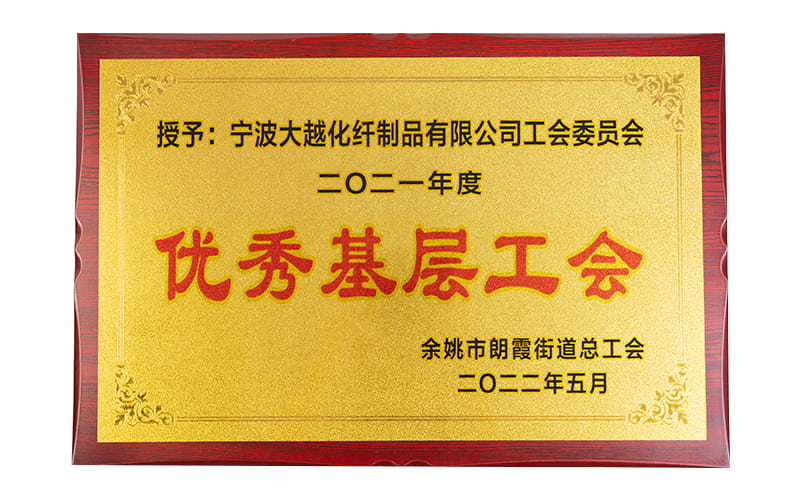 授予：宁波大越化纤制品有限公司工会委员会
二〇二一年度
优秀基层工会
余姚市朗霞街道总工会
二〇二二年五月